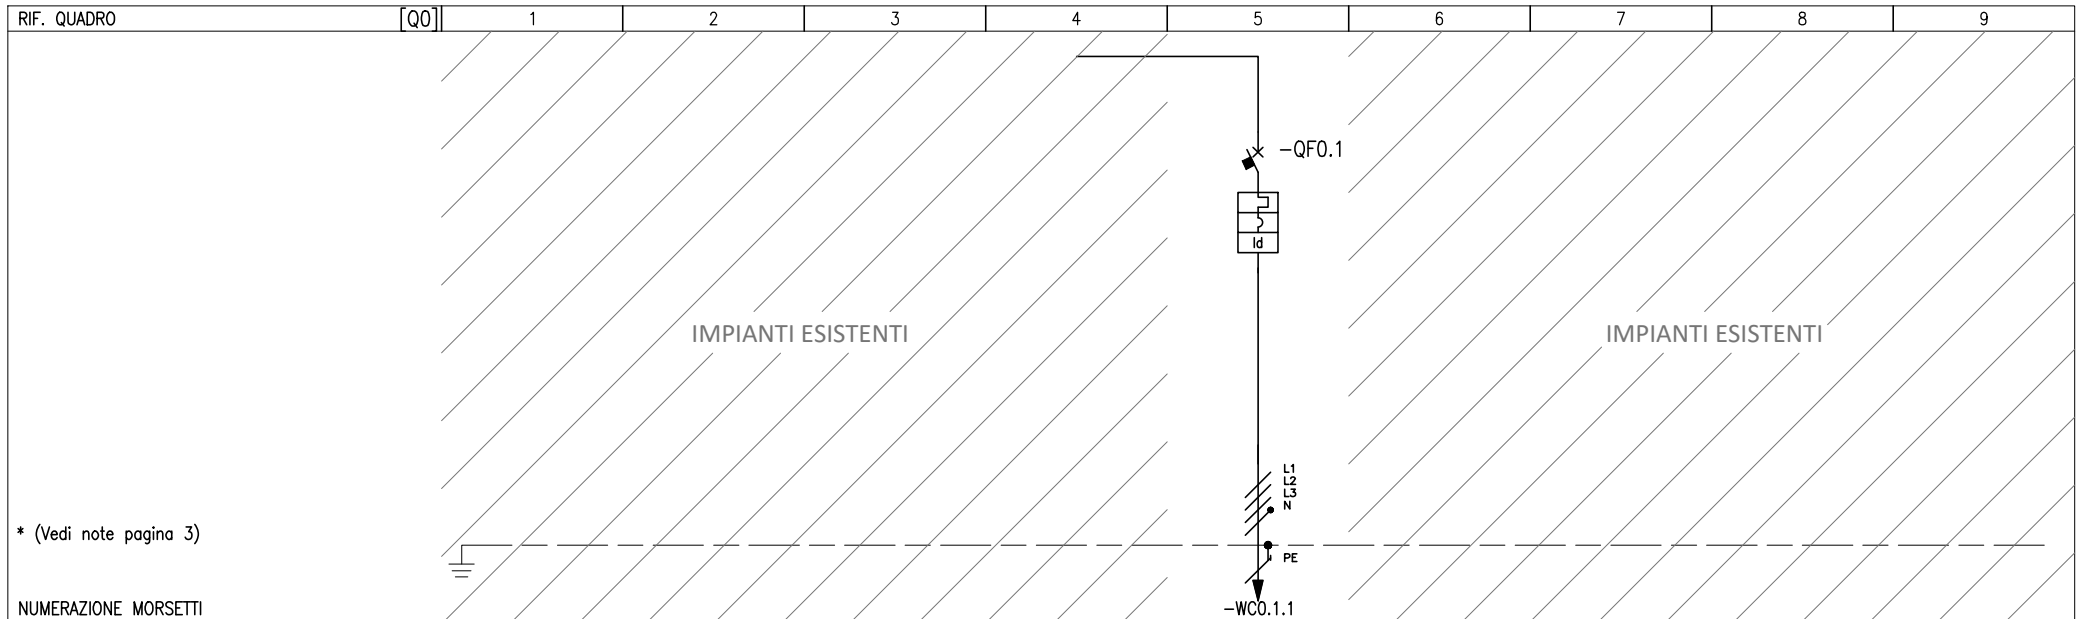 RIF. QUADRO [Q0] 1 2 3 4 5 6 7 8 9
-QF0.1
Id
IMPIANTI ESISTENTI IMPIANTI ESISTENTI
L1
L2
L3
N
* (Vedi note pagina 3)
PE
NUMERAZIONE MORSETTI -WC0.1.1